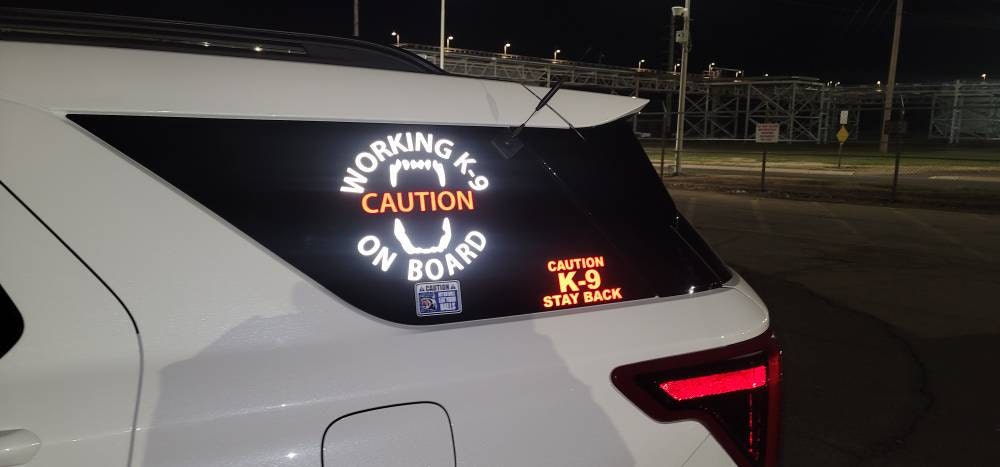 WORKING K-9
CAUTION
ON BOARD
CAUTION
K-9
STAY BACK
CAUTION